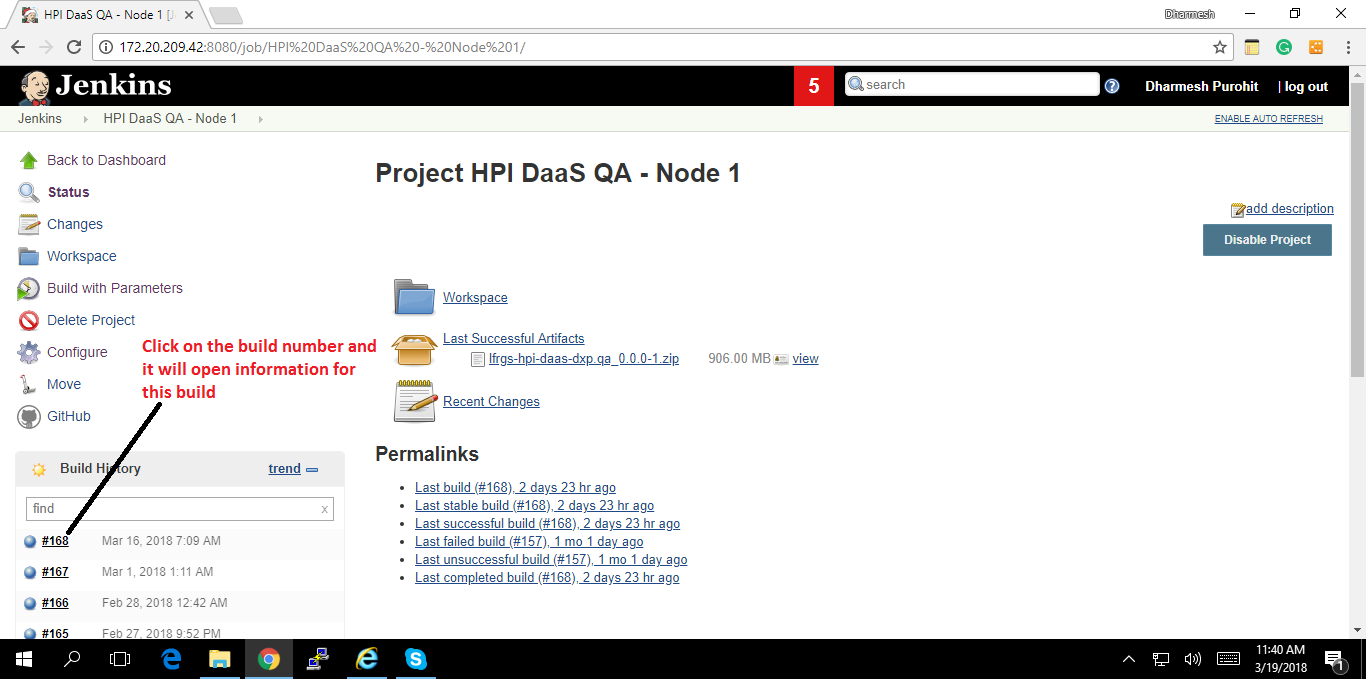 HPI DaaS QA - Node 1 [J
Dharmesh
172.20.209.42:8080/job/HPI%20DaaS%20QA%20-%20Node%201/
Jenkins
5
search
Dharmesh Purohit
| log out
Jenkins
HPI DaaS QA - Node 1
ENABLE AUTO REFRESH
Back to Dashboard
Status
Changes
Workspace
Build with Parameters
Delete Project
Configure
Move
GitHub
Click on the build number and
it will open information for
this build
Build History
trend
find
x
#168 Mar 16, 2018 7:09 AM
#167 Mar 1, 2018 1:11 AM
#166 Feb 28, 2018 12:42 AM
#165 Feb 27, 2018 9:52 PM
Project HPI DaaS QA - Node 1
add description
Disable Project
Workspace
Last Successful Artifacts
lfrgs-hpi-daas-dxp.qa_0.0.0-1.zip 906.00 MB view
Recent Changes
Permalinks
Last build (#168), 2 days 23 hr ago
Last stable build (#168), 2 days 23 hr ago
Last successful build (#168), 2 days 23 hr ago
Last failed build (#157), 1 mo 1 day ago
Last unsuccessful build (#157), 1 mo 1 day ago
Last completed build (#168), 2 days 23 hr ago
11:40 AM
3/19/2018
1